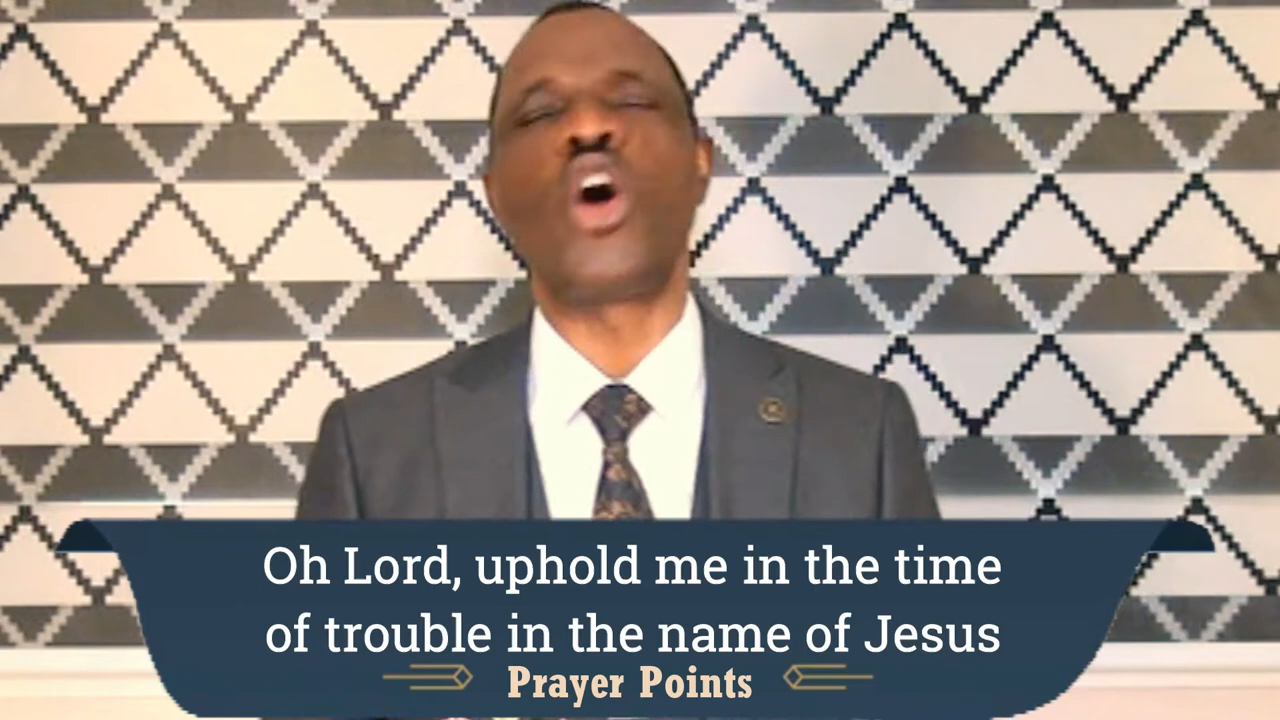 Oh Lord, uphold me in the time
of trouble in the name of Jesus
Prayer Points